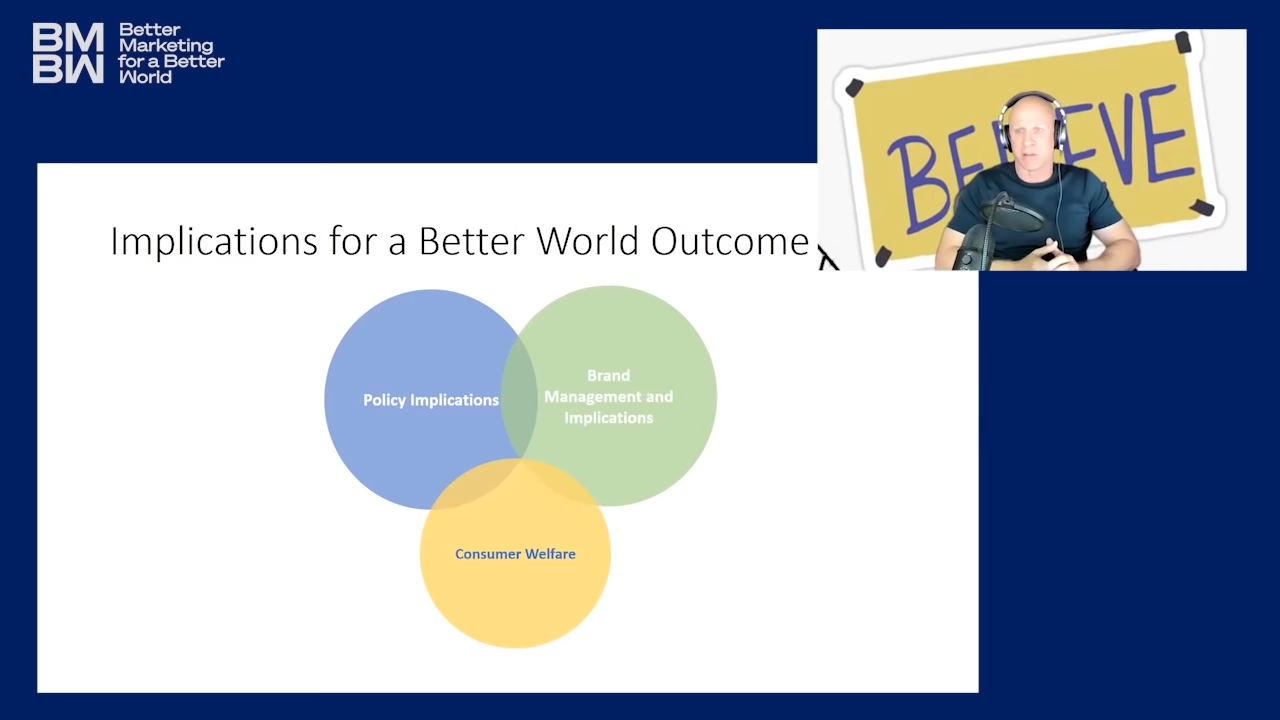 BM
BW
Better
Marketing
for a Better
World
BELIEVE
Implications for a Better World Outcome
Policy Implications
Brand
Management and
Implications
Consumer Welfare